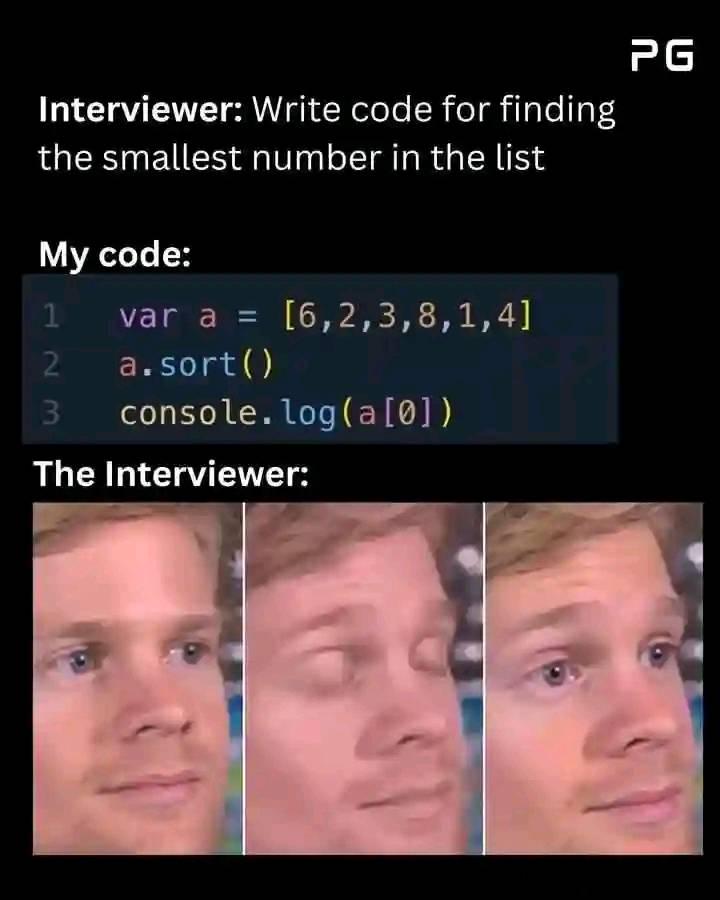 PG
Interviewer: Write code for finding
the smallest number in the list
My code:
1 var a = [6,2,3,8,1,4]
2 a.sort()
3 console.log(a[0])
The Interviewer: